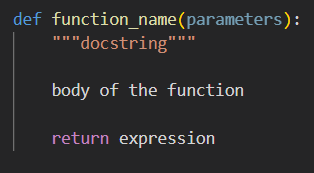 def function_name(parameters):
    """docstring"""
    body of the function
    return expression